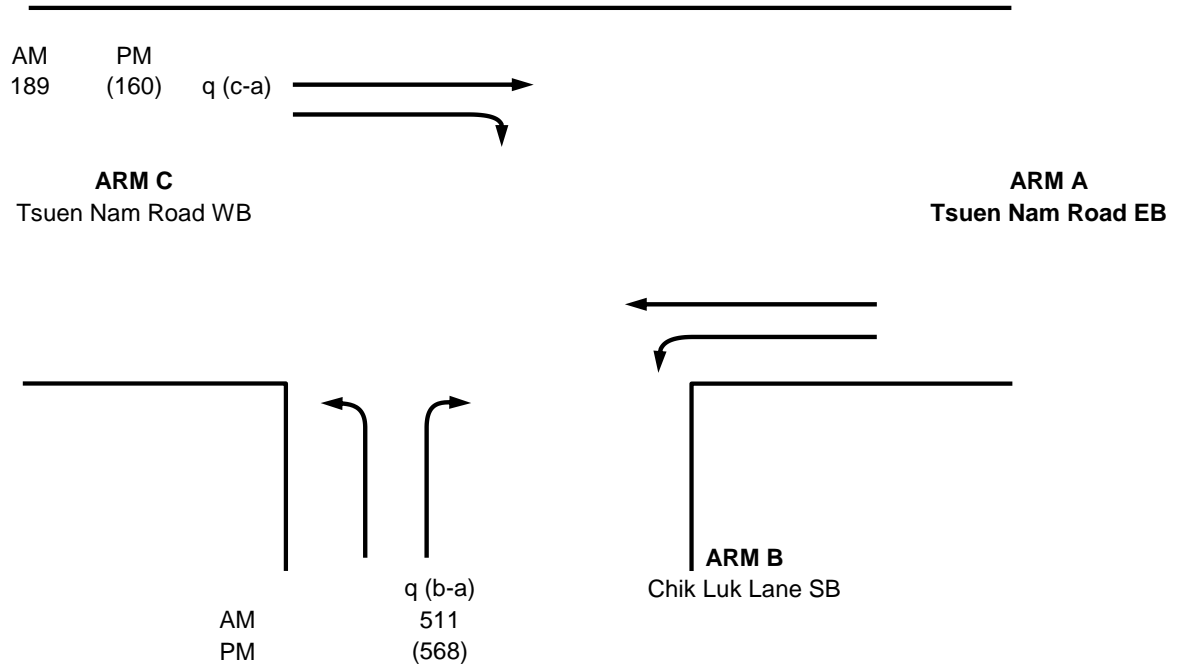 AM PM
189 (160) q (c-a)
ARM C
Tsuen Nam Road WB
ARM A
Tsuen Nam Road EB
ARM B
Chik Luk Lane SB
q (b-a)
AM 511
PM (568)